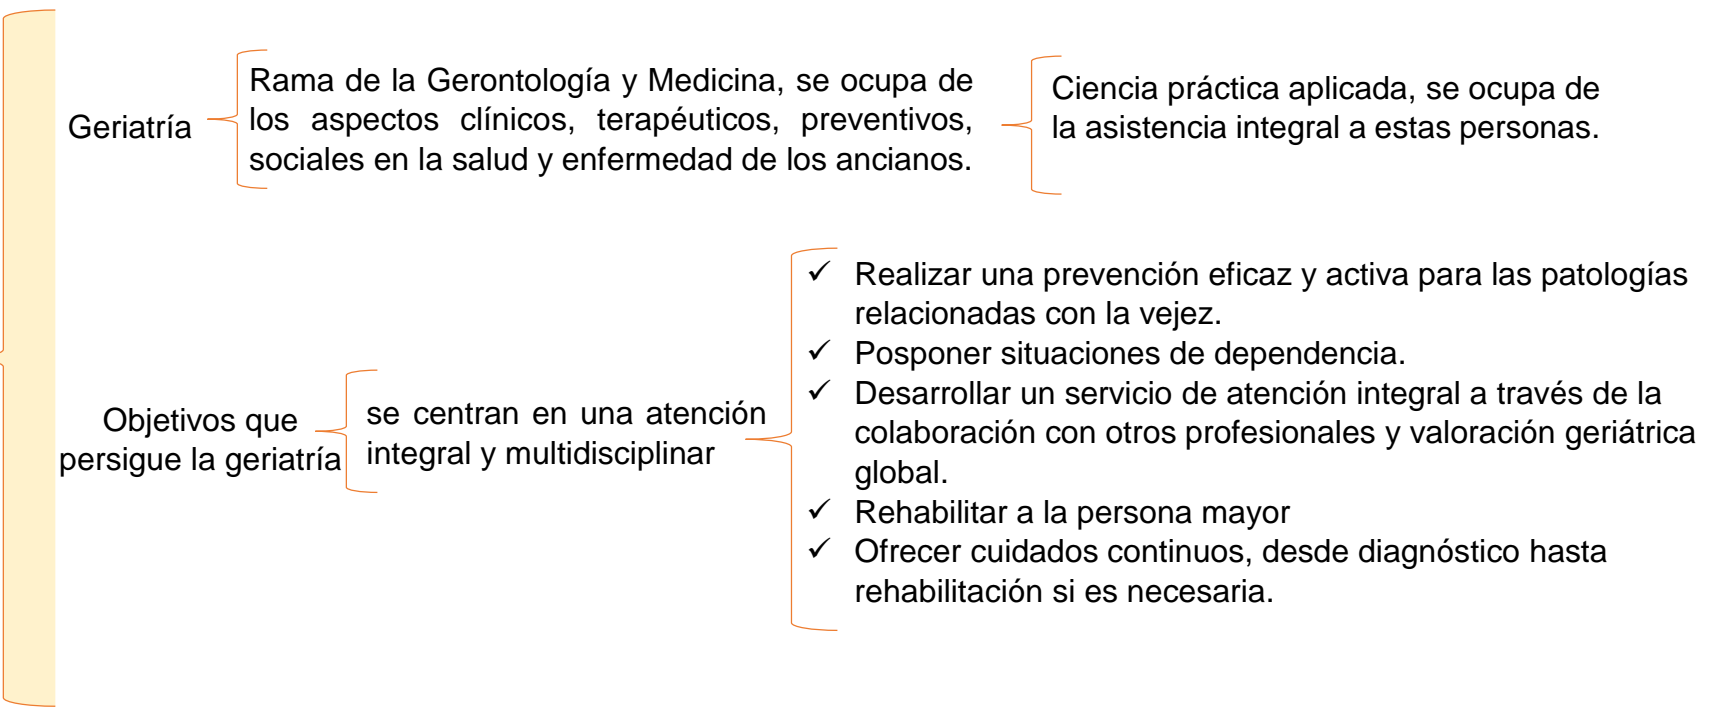 Geriatría
Rama de la Gerontología y Medicina, se ocupa de
los aspectos clínicos, terapéuticos, preventivos,
sociales en la salud y enfermedad de los ancianos.
Ciencia práctica aplicada, se ocupa de
la asistencia integral a estas personas.
Objetivos que
persigue la geriatría
se centran en una atención
integral y multidisciplinar
✓ Realizar una prevención eficaz y activa para las patologías
relacionadas con la vejez.
✓ Posponer situaciones de dependencia.
✓ Desarrollar un servicio de atención integral a través de la
colaboración con otros profesionales y valoración geriátrica
global.
✓ Rehabilitar a la persona mayor
✓ Ofrecer cuidados continuos, desde diagnóstico hasta
rehabilitación si es necesaria.